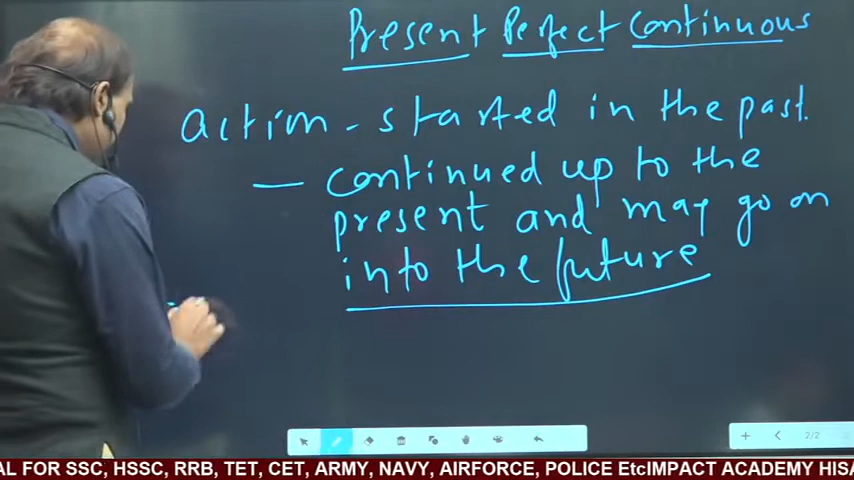 Present Perfect Continuous
action - started in the past.
— Continued up to the
present and may go on
into the future
2/2
AL FOR SSC, HSSC, RRB, TET, CET, ARMY, NAVY, AIRFORCE, POLICE EtcIMPACT ACADEMY HISA